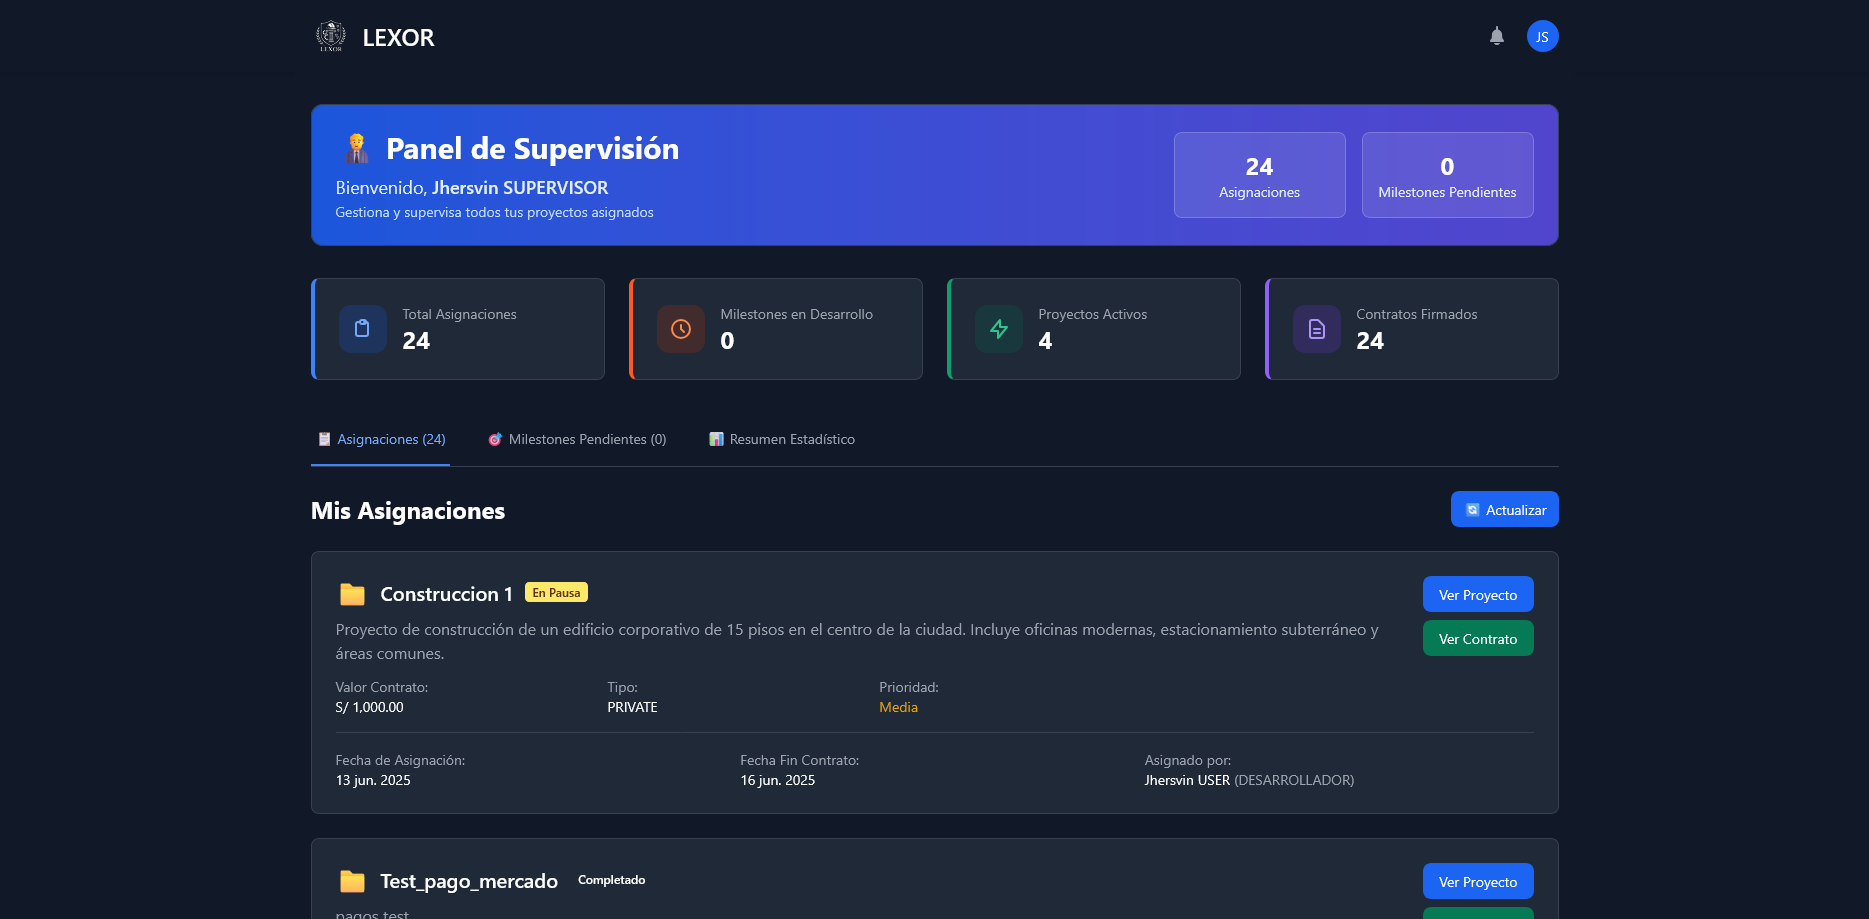 LEXOR
LEXOR
JS
Panel de Supervisión
Bienvenido, Jhersvin SUPERVISOR
Gestiona y supervisa todos tus proyectos asignados
24
Asignaciones
0
Milestones Pendientes
Total Asignaciones
24
Milestones en Desarrollo
0
Proyectos Activos
4
Contratos Firmados
24
Asignaciones (24)
Milestones Pendientes (0)
Resumen Estadístico
Mis Asignaciones
Actualizar
Construccion 1
En Pausa
Ver Proyecto
Proyecto de construcción de un edificio corporativo de 15 pisos en el centro de la ciudad. Incluye oficinas modernas, estacionamiento subterráneo y
áreas comunes.
Ver Contrato
Valor Contrato:
S/ 1,000.00
Tipo:
PRIVATE
Prioridad:
Media
Fecha de Asignación:
13 jun. 2025
Fecha Fin Contrato:
16 jun. 2025
Asignado por:
Jhersvin USER (DESARROLLADOR)
Test_pago_mercado
Completado
Ver Proyecto
pagos test